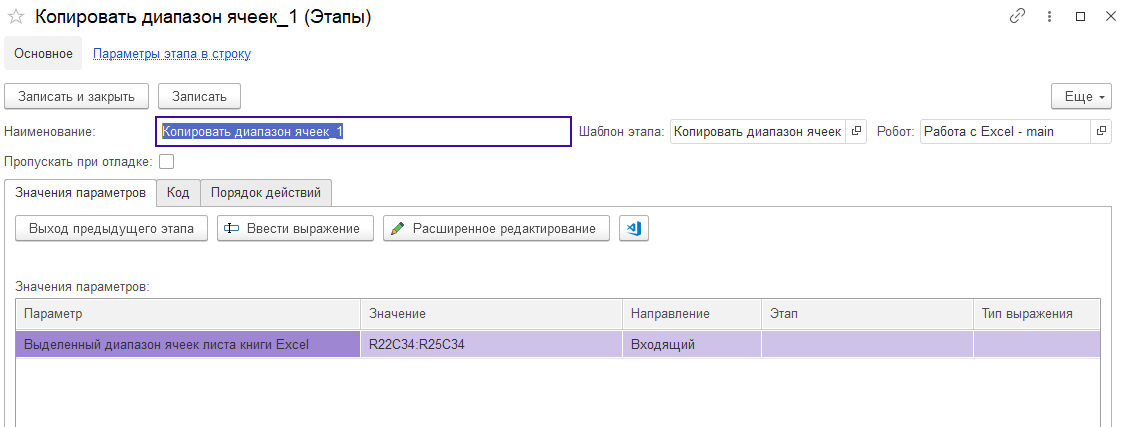 Копировать диапазон ячеек_1 (Этапы)
Основное Параметры этапа в строку
Записать и закрыть Записать Еще
Наименование: Копировать диапазон ячеек_1 Шаблон этапа: Копировать диапазон ячеек Робот: Работа с Excel - main
Пропускать при отладке:
Значения параметров Код Порядок действий
Выход предыдущего этапа Ввести выражение Расширенное редактирование
Значения параметров:
Параметр Значение Направление Этап Тип выражения
Выделенный диапазон ячеек листа книги Excel R22C34:R25C34 Входящий